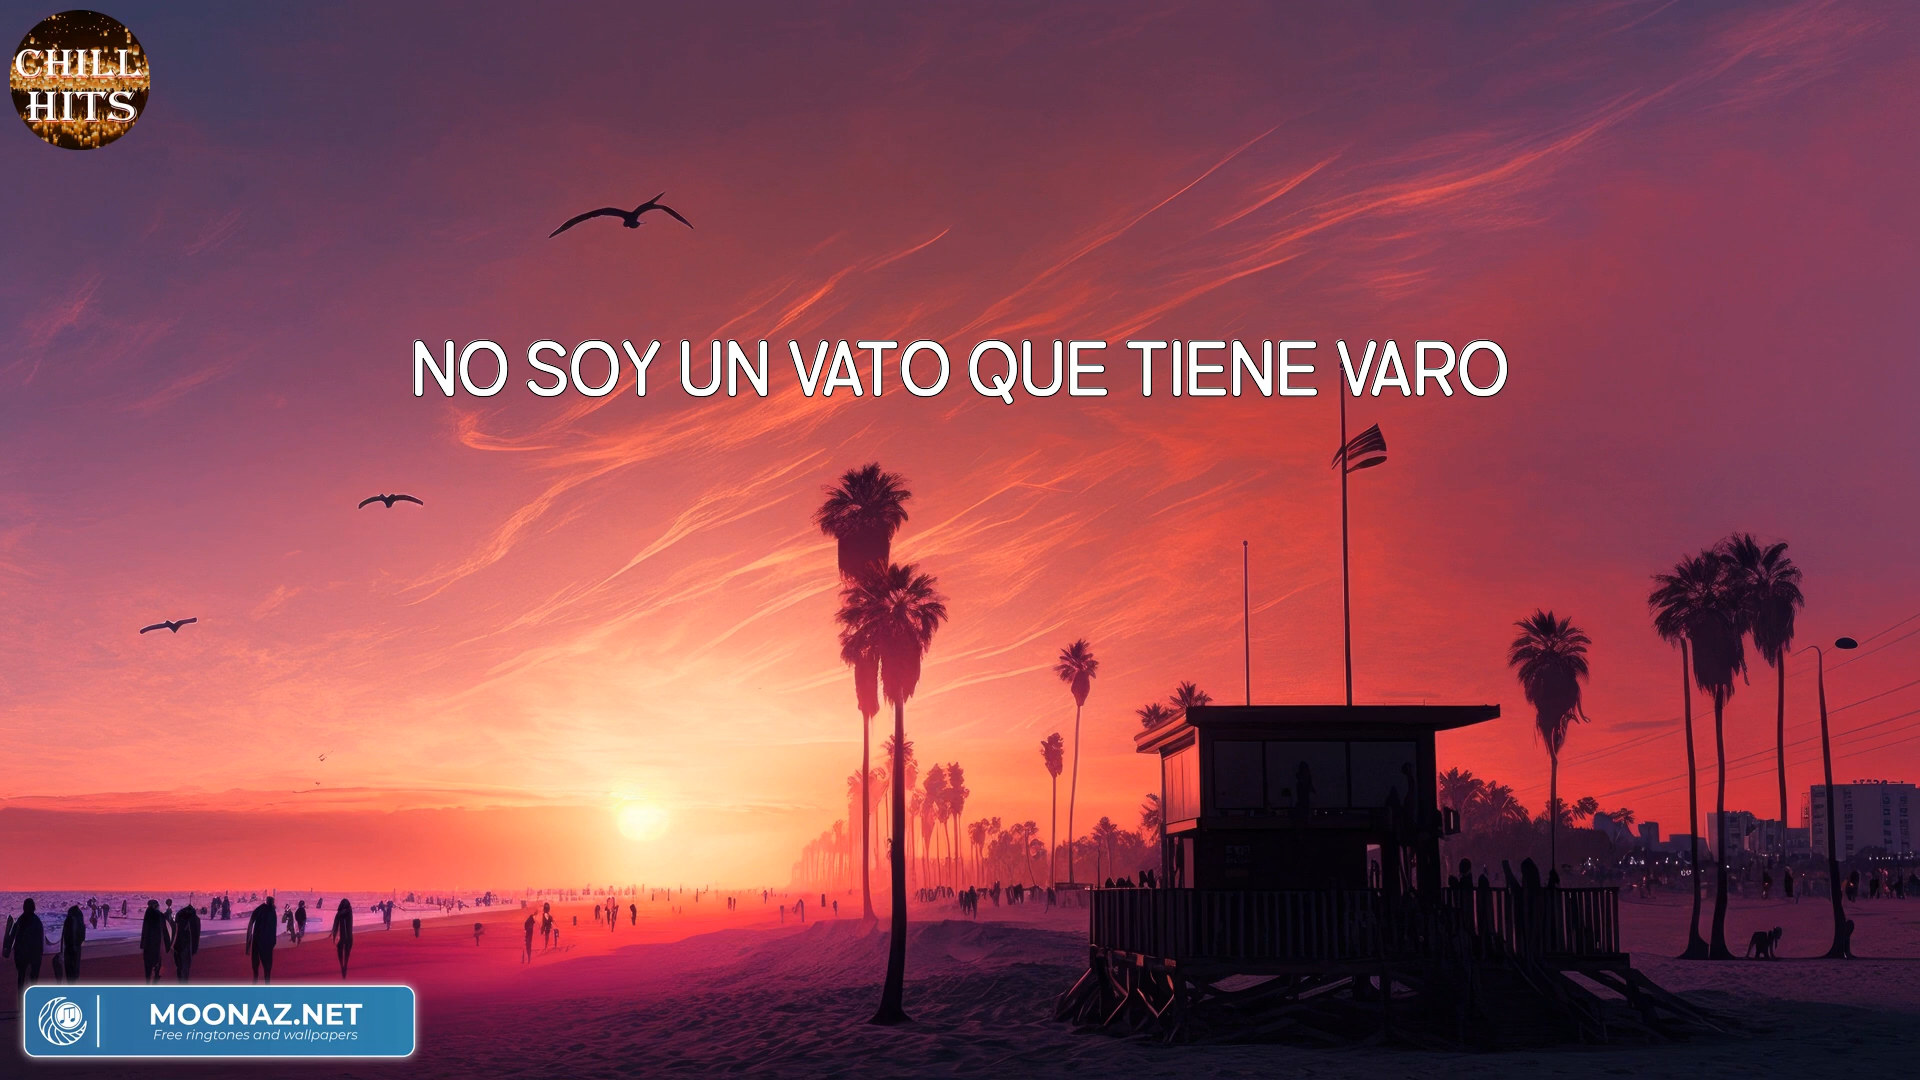 CHILL
HITS
NO SOY UN VATO QUE TIENE VARO
MOONAZ.NET
Free ringtones and wallpapers